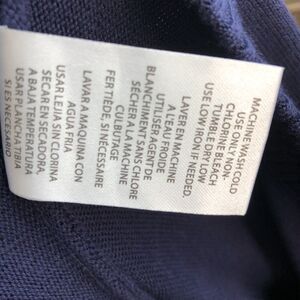 MACHINE WASH COLD
USE ONLY NON-
CHLORINE BLEACH
TUMBLE DRY LOW
USE LOW IRON IF NEEDED.
LAVER EN MACHINE
A L'EAU FROIDE
UTILISER AGENT DE
BLANCHIMENT SANS CHLORE
SÉCHER A LA MACHINE
CULBUTAGE
FER TIÈDE, SI NÉCESSAIRE
LAVAR A MAQUINA CON
AGUA FRIA
USAR LEJIA SIN CLORINA
SECAR EN SECADORA,
A BAJA TEMPERATURA
USAR PLANCHA TIBIA
SI ES NECESARIO